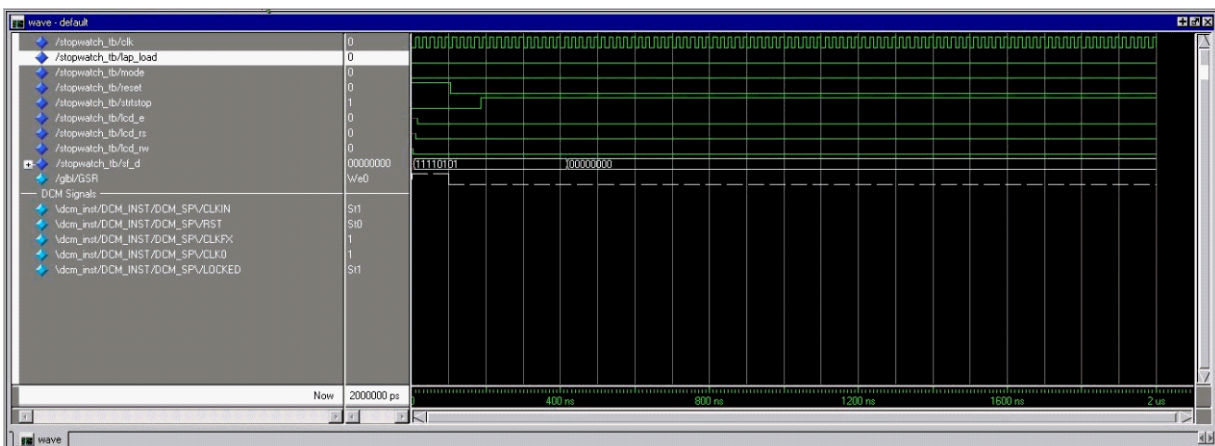 wave - default
/stopwatch_tb/clk 0
/stopwatch_tb/lap_load 0
/stopwatch_tb/mode 0
/stopwatch_tb/reset 0
/stopwatch_tb/strtstop 1
/stopwatch_tb/lcd_e 0
/stopwatch_tb/lcd_rs 0
/stopwatch_tb/lcd_rw 0
/stopwatch_tb/sf_d 00000000 11110101 00000000
/glbl/GSR We0
DCM Signals
\dcm_inst/DCM_INST/DCM_SP\/CLKIN St1
\dcm_inst/DCM_INST/DCM_SP\/RST St0
\dcm_inst/DCM_INST/DCM_SP\/CLKFX 1
\dcm_inst/DCM_INST/DCM_SP\/CLK0 1
\dcm_inst/DCM_INST/DCM_SP\/LOCKED St1
Now 2000000 ps 400 ns 800 ns 1200 ns 1600 ns 2 us
wave